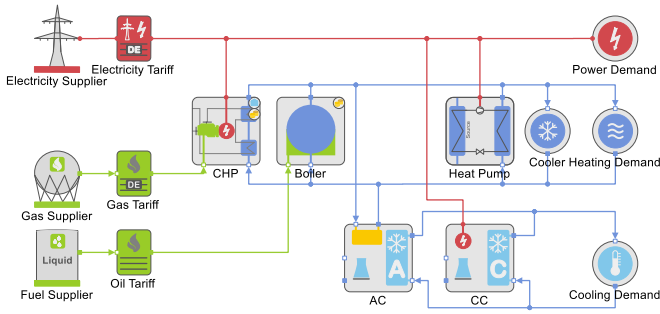 DE
Electricity Supplier
Electricity Tariff
Power Demand
Source
CHP
Boiler
Heat Pump
Cooler
Heating Demand
DE
Gas Supplier
Gas Tariff
Liquid
A
C
Fuel Supplier
Oil Tariff
AC
CC
Cooling Demand